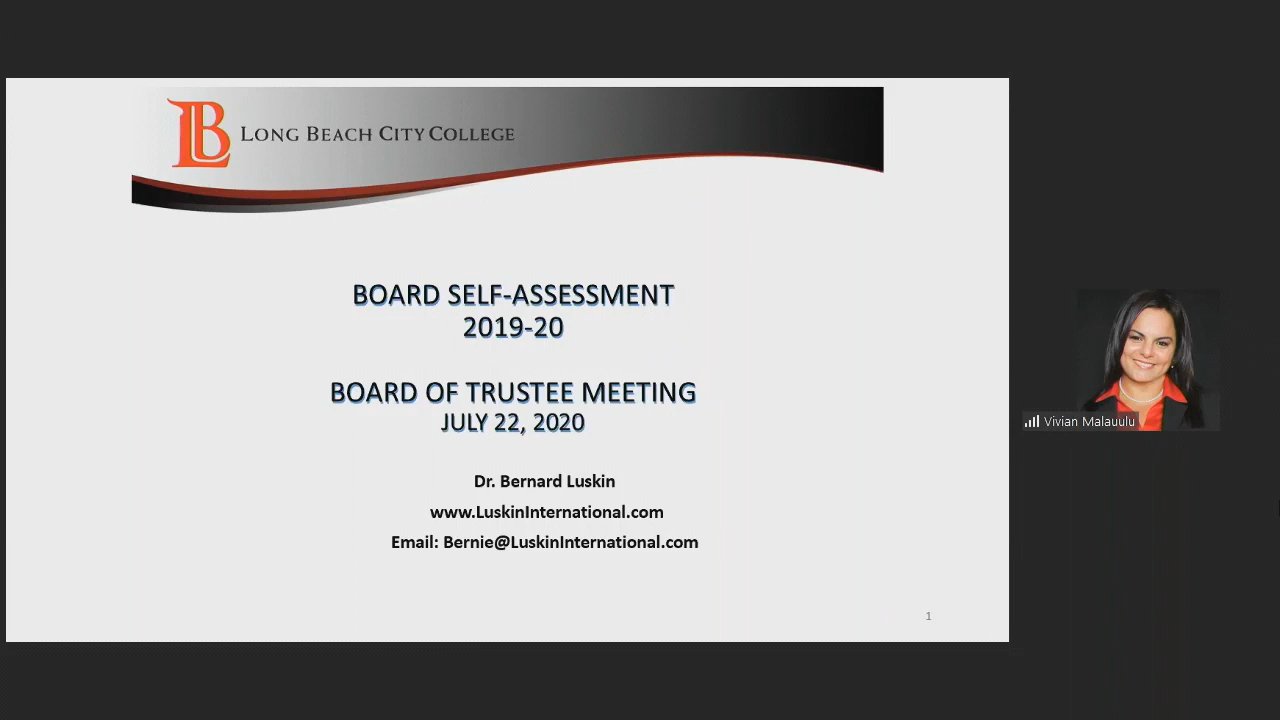 LB
LONG BEACH CITY COLLEGE
BOARD SELF-ASSESSMENT
2019-20
BOARD OF TRUSTEE MEETING
JULY 22, 2020
Dr. Bernard Luskin
www.LuskinInternational.com
Email: Bernie@LuskinInternational.com
1
Vivian Malauulu